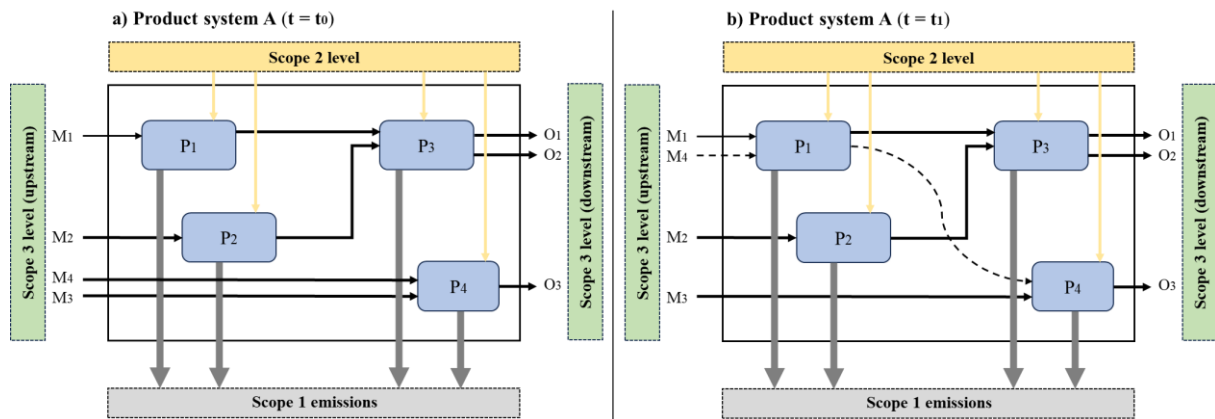 a) Product system A (t = t0)
Scope 2 level
Scope 3 level (upstream)
M1
P1
P3
O1
O2
M2
P2
M4
M3
P4
O3
Scope 3 level (downstream)
Scope 1 emissions
b) Product system A (t = t1)
Scope 2 level
Scope 3 level (upstream)
M1
M4
P1
P3
O1
O2
M2
P2
M3
P4
O3
Scope 3 level (downstream)
Scope 1 emissions